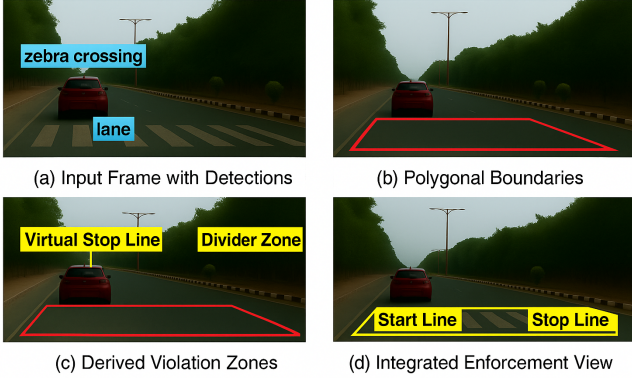 zebra crossing
lane
(a) Input Frame with Detections
(b) Polygonal Boundaries
Virtual Stop Line
Divider Zone
(c) Derived Violation Zones
Start Line
Stop Line
(d) Integrated Enforcement View